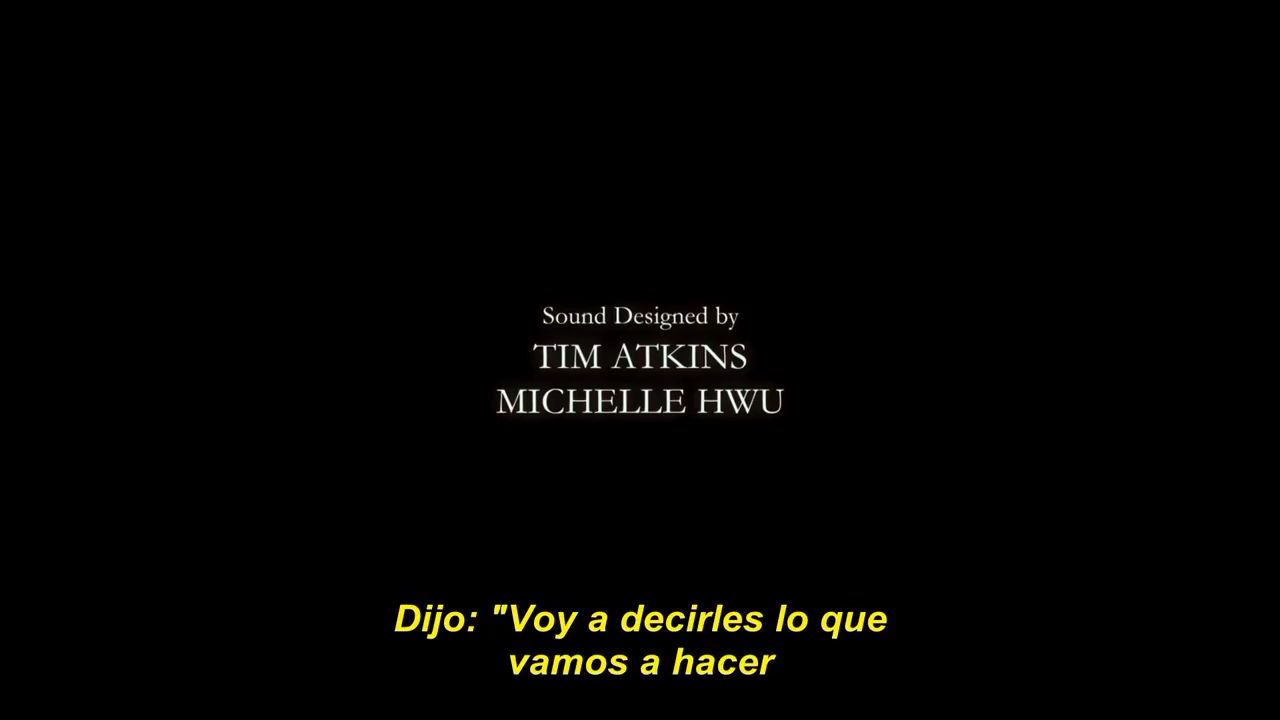 Sound Designed by
TIM ATKINS
MICHELLE HWU
Dijo: "Voy a decirles lo que
vamos a hacer